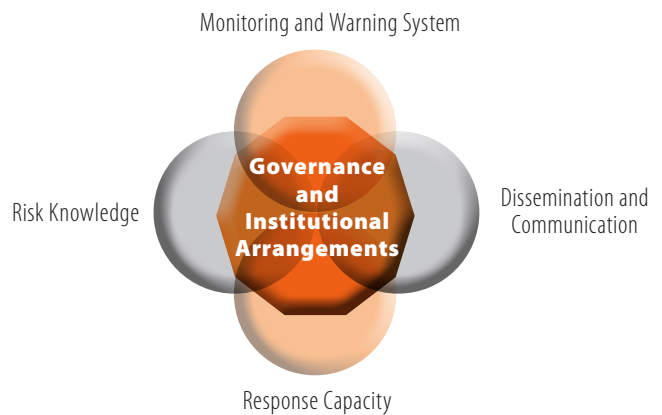 Monitoring and Warning System
Governance
and
Institutional
Arrangements
Risk Knowledge
Dissemination and
Communication
Response Capacity